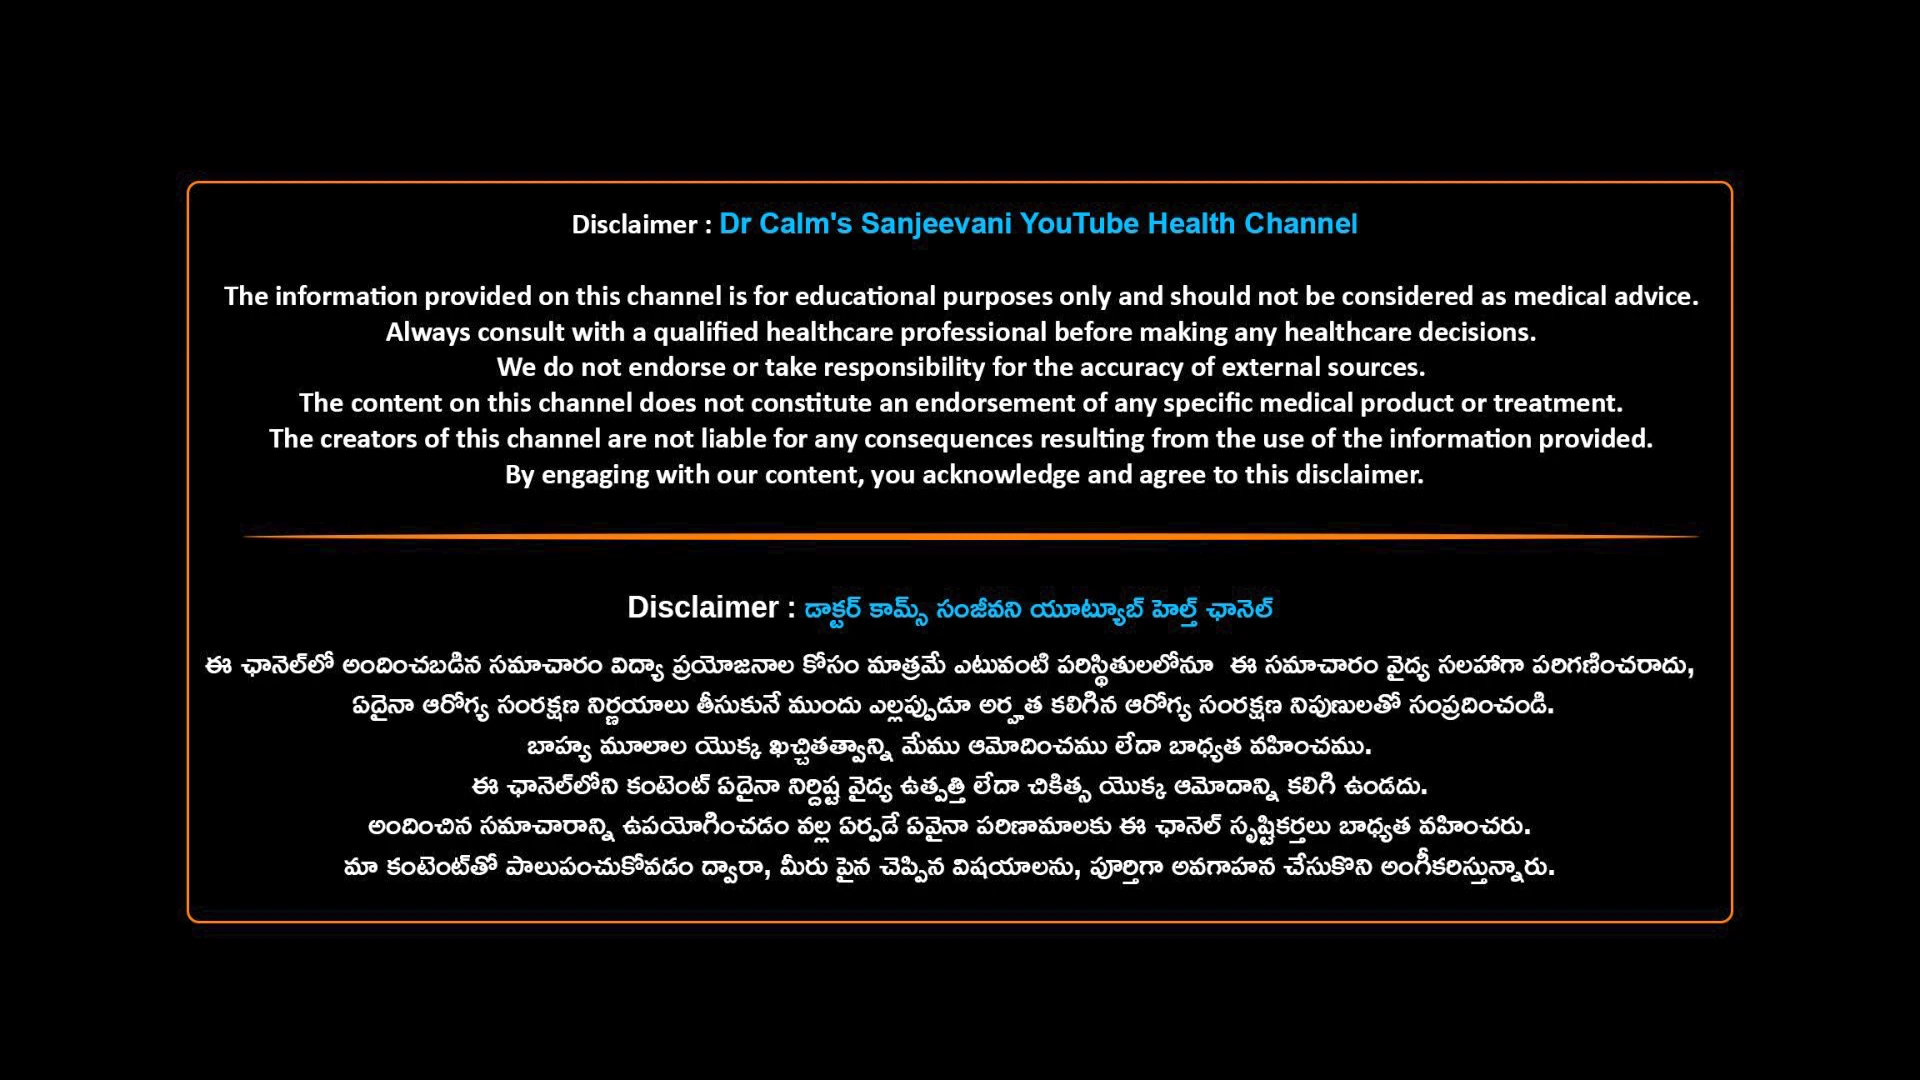 Disclaimer : Dr Calm's Sanjeevani YouTube Health Channel
The information provided on this channel is for educational purposes only and should not be considered as medical advice.
Always consult with a qualified healthcare professional before making any healthcare decisions.
We do not endorse or take responsibility for the accuracy of external sources.
The content on this channel does not constitute an endorsement of any specific medical product or treatment.
The creators of this channel are not liable for any consequences resulting from the use of the information provided.
By engaging with our content, you acknowledge and agree to this disclaimer.
Disclaimer : డాక్టర్ కామ్స్ సంజీవని యూట్యూబ్ హెల్త్ ఛానెల్
ఈ ఛానెల్‌లో అందించబడిన సమాచారం విద్యా ప్రయోజనాల కోసం మాత్రమే ఎటువంటి పరిస్థితులలోనూ ఈ సమాచారం వైద్య సలహాగా పరిగణించరాదు,
ఏదైనా ఆరోగ్య సంరక్షణ నిర్ణయాలు తీసుకునే ముందు ఎల్లప్పుడూ అర్హత కలిగిన ఆరోగ్య సంరక్షణ నిపుణులతో సంప్రదించండి.
బాహ్య మూలాల యొక్క ఖచ్చితత్వాన్ని మేము ఆమోదించము లేదా బాధ్యత వహించము.
ఈ ఛానెల్‌లోని కంటెంట్ ఏదైనా నిర్దిష్ట వైద్య ఉత్పత్తి లేదా చికిత్స యొక్క ఆమోదాన్ని కలిగి ఉండదు.
అందించిన సమాచారాన్ని ఉపయోగించడం వల్ల ఏర్పడే ఏవైనా పరిణామాలకు ఈ ఛానెల్ సృష్టికర్తలు బాధ్యత వహించరు.
మా కంటెంట్‌తో పాలుపంచుకోవడం ద్వారా, మీరు పైన చెప్పిన విషయాలను, పూర్తిగా అవగాహన చేసుకొని అంగీకరిస్తున్నారు.